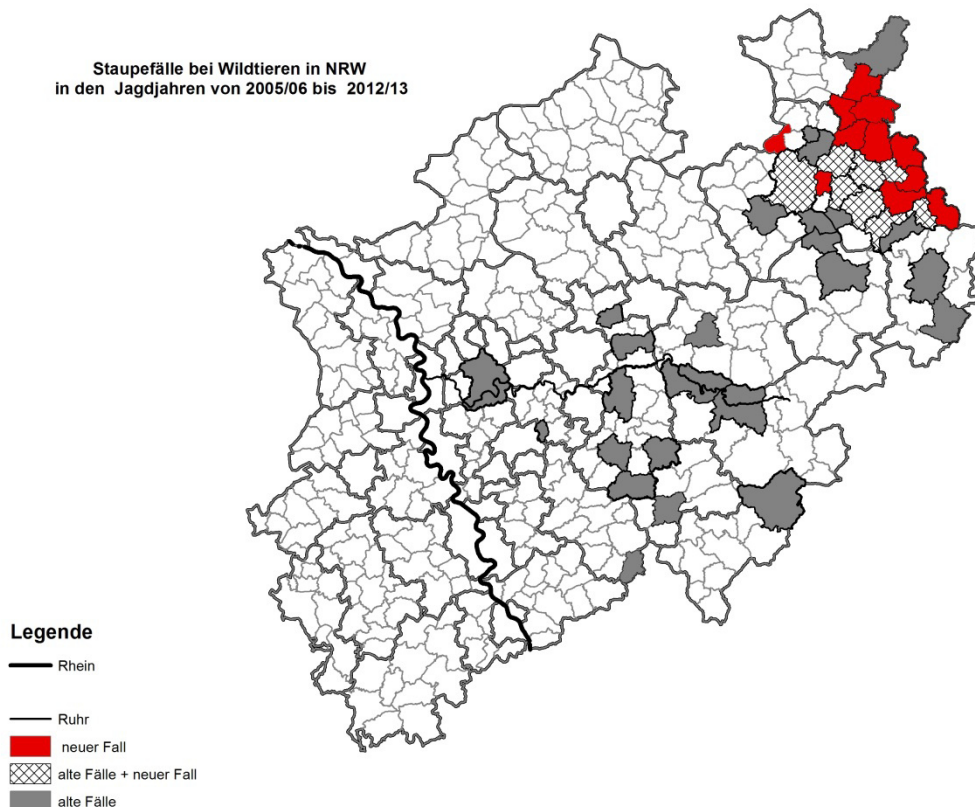 Staupefälle bei Wildtieren in NRW
in den Jagdjahren von 2005/06 bis 2012/13
Legende
Rhein
Ruhr
neuer Fall
alte Fälle + neuer Fall
alte Fälle